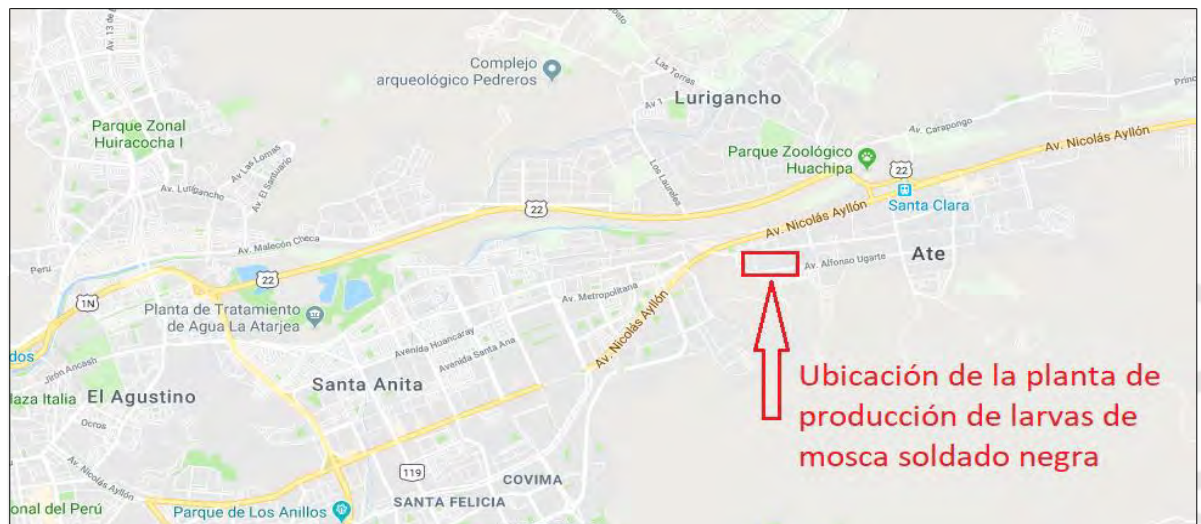 Av. 13 de
Complejo
arqueológico Pedreros
Las Torras
Av 1
Lurigancho
Parque Zonal
Huiracocha I
Av Las Lomas
Av. El Santuario
Av. Lurigancho
Los Laureles
Parque Zoológico
Huachipa
Av. Carapongo
Princ
Av. Nicolás Ayllón
22
Santa Clara
22
Av. Nicolás Ayllón
Av. Malecón Checa
Peru
22
1N
Av. Alfonso Ugarte
Ate
Av. Metropolitana
Planta de Tratamiento
de Agua La Atarjea
Av. Nicolás Ayllón
Avenida Huancaray
Avenida Santa Ana
dos
Jirón Ancash
laza Italia
El Agustino
Santa Anita
Ocros
Ubicación de la planta de
producción de larvas de
mosca soldado negra
Av. Nicolás Ayllón
119
COVIMA
SANTA FELICIA
onal del Perú
Parque de Los Anillos